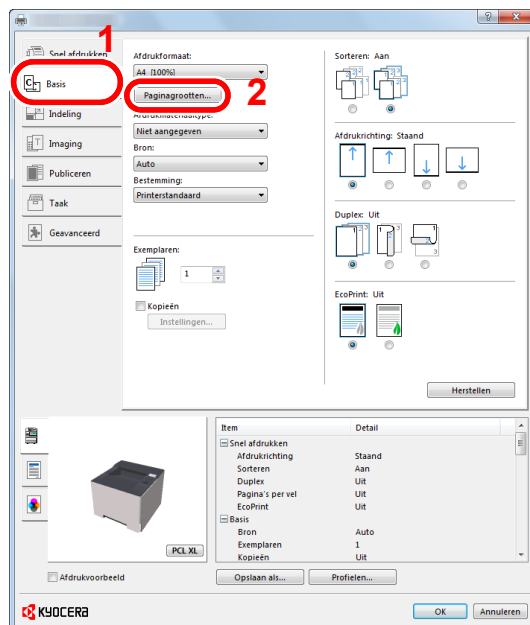 1
Snel afdrukken
Basis
Indeling
Imaging
Publiceren
Taak
Geavanceerd
Afdrukformaat:
A4 [100%]
Paginagrootten...
2
Afdrukmateriaaltype:
Niet aangegeven
Bron:
Auto
Bestemming:
Printerstandaard
Exemplaren:
1
Kopieën
Instellingen...
Sorteren: Aan
Afdrukrichting: Staand
Duplex: Uit
EcoPrint: Uit
Herstellen
PCL XL
Afdrukvoorbeeld
Item Detail
Snel afdrukken
Afdrukrichting Staand
Sorteren Aan
Duplex Uit
Pagina's per vel Uit
EcoPrint Uit
Basis
Bron Auto
Exemplaren 1
Kopieën Uit
Opslaan als... Profielen...
KYOCERA
OK Annuleren